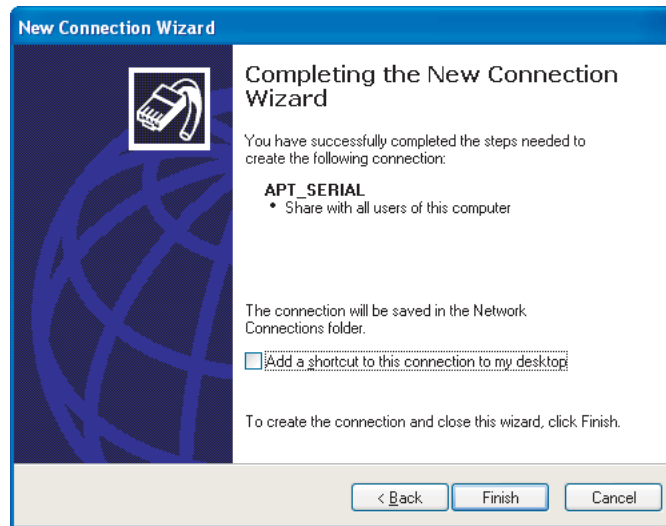 New Connection Wizard
Completing the New Connection
Wizard
You have successfully completed the steps needed to
create the following connection:
APT_SERIAL
• Share with all users of this computer
The connection will be saved in the Network
Connections folder.
Add a shortcut to this connection to my desktop
To create the connection and close this wizard, click Finish.
< Back Finish Cancel